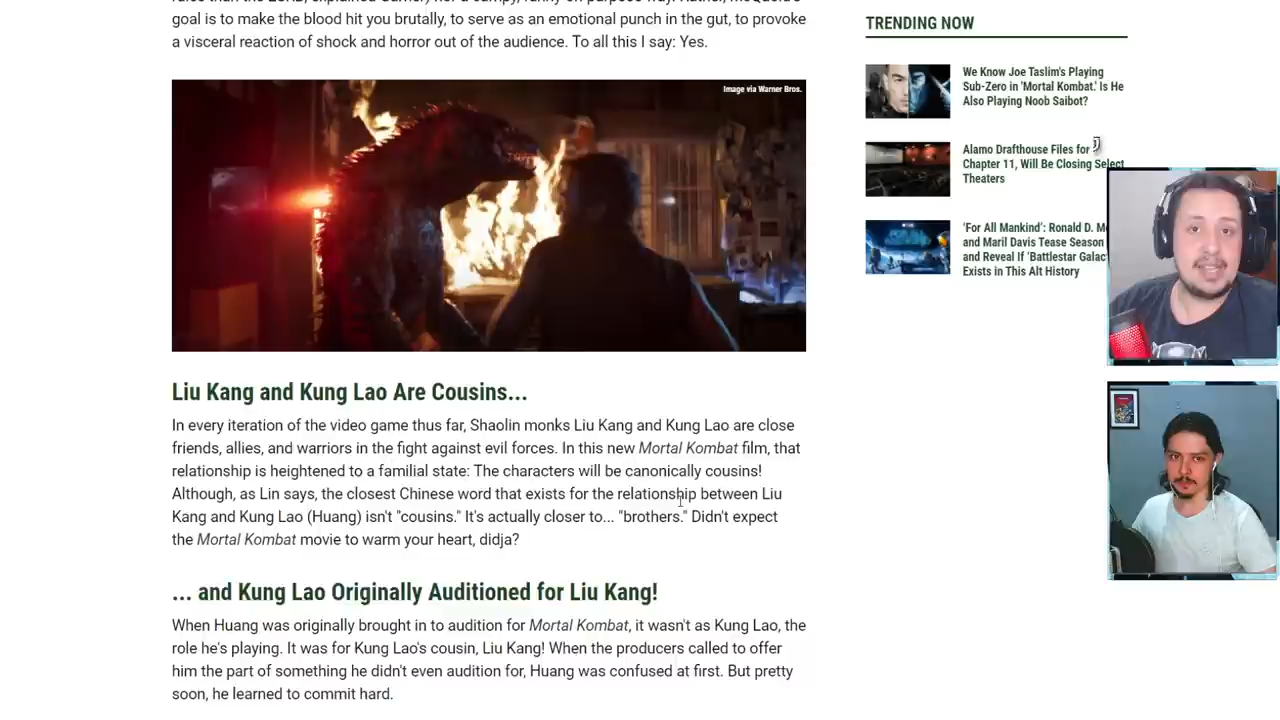 goal is to make the blood hit you brutally, to serve as an emotional punch in the gut, to provoke
a visceral reaction of shock and horror out of the audience. To all this I say: Yes.
Image via Warner Bros.
Liu Kang and Kung Lao Are Cousins...
In every iteration of the video game thus far, Shaolin monks Liu Kang and Kung Lao are close
friends, allies, and warriors in the fight against evil forces. In this new Mortal Kombat film, that
relationship is heightened to a familial state: The characters will be canonically cousins!
Although, as Lin says, the closest Chinese word that exists for the relationship between Liu
Kang and Kung Lao (Huang) isn't "cousins." It's actually closer to... "brothers." Didn't expect
the Mortal Kombat movie to warm your heart, didja?
... and Kung Lao Originally Auditioned for Liu Kang!
When Huang was originally brought in to audition for Mortal Kombat, it wasn't as Kung Lao, the
role he's playing. It was for Kung Lao's cousin, Liu Kang! When the producers called to offer
him the part of something he didn't even audition for, Huang was confused at first. But pretty
soon, he learned to commit hard.
TRENDING NOW
We Know Joe Taslim's Playing
Sub-Zero in 'Mortal Kombat.' Is He
Also Playing Noob Saibot?
Alamo Drafthouse Files for
Chapter 11, Will Be Closing Select
Theaters
'For All Mankind': Ronald D.
and Maril Davis Tease Season
and Reveal If 'Battlestar
Exists in This Alt History